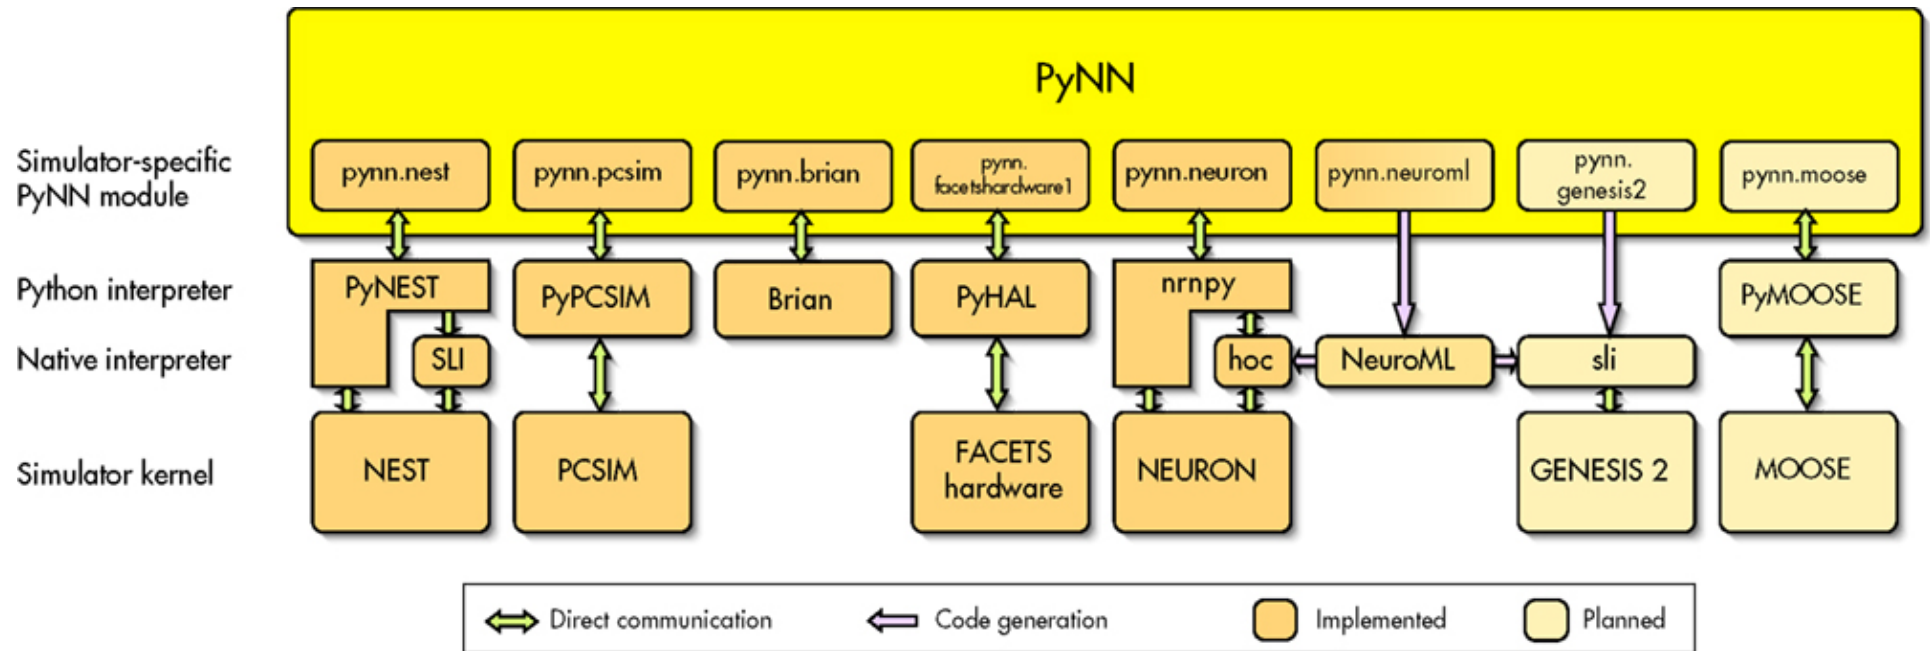 PyNN
Simulator-specific
PyNN module
pynn.nest
pynn.pcsim
pynn.brian
pynn.
facetshardware1
pynn.neuron
pynn.neuroml
pynn.
genesis2
pynn.moose
Python interpreter
PyNEST
PyPCSIM
Brian
PyHAL
nrnpy
PyMOOSE
Native interpreter
SLI
hoc
NeuroML
sli
Simulator kernel
NEST
PCSIM
FACETS
hardware
NEURON
GENESIS 2
MOOSE
Direct communication
Code generation
Implemented
Planned